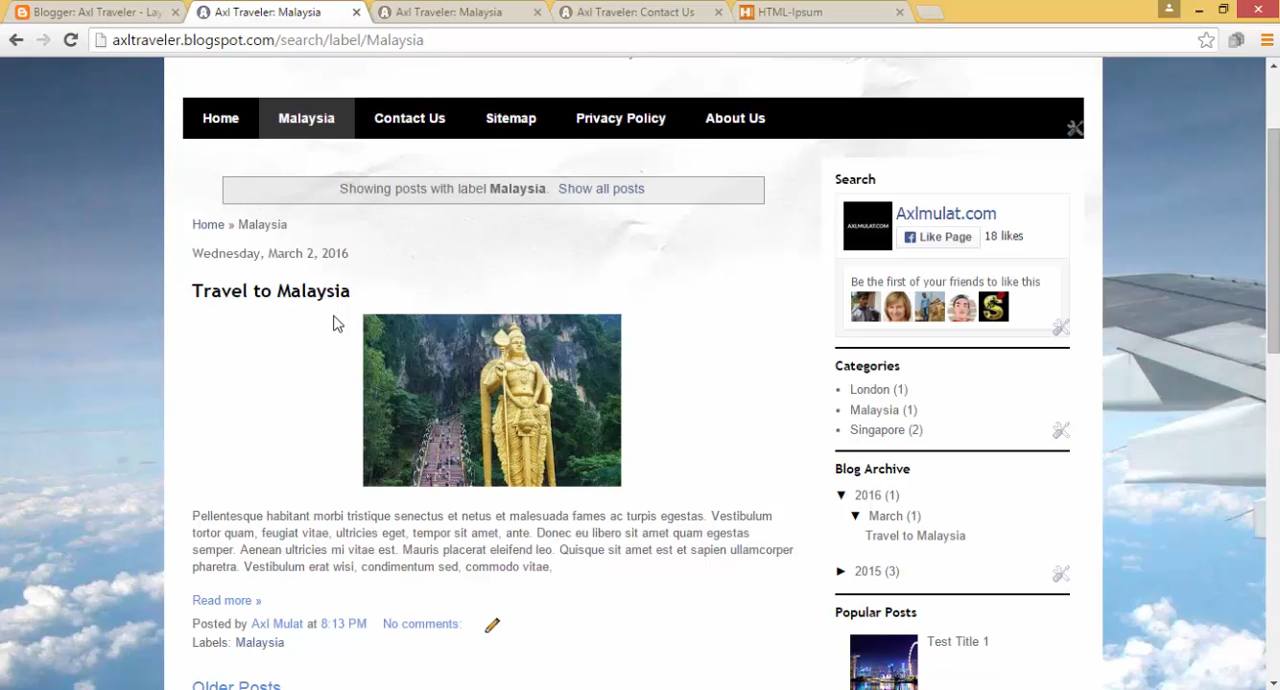 Blogger: Axl Traveler - Lay
Axl Traveler: Malaysia
Axl Traveler: Malaysia
Axl Traveler: Contact Us
HTML-Ipsum
axltraveler.blogspot.com/search/label/Malaysia
Home Malaysia Contact Us Sitemap Privacy Policy About Us
Showing posts with label Malaysia. Show all posts
Home » Malaysia
Wednesday, March 2, 2016
Travel to Malaysia
Pellentesque habitant morbi tristique senectus et netus et malesuada fames ac turpis egestas. Vestibulum
tortor quam, feugiat vitae, ultricies eget, tempor sit amet, ante. Donec eu libero sit amet quam egestas
semper. Aenean ultricies mi vitae est. Mauris placerat eleifend leo. Quisque sit amet est et sapien ullamcorper
pharetra. Vestibulum erat wisi, condimentum sed, commodo vitae,
Read more »
Posted by Axl Mulat at 8:13 PM No comments:
Labels: Malaysia
Older Posts
Search
AXLMULAT.COM
Axlmulat.com
Like Page 18 likes
Be the first of your friends to like this
Categories
London (1)
Malaysia (1)
Singapore (2)
Blog Archive
▼ 2016 (1)
▼ March (1)
Travel to Malaysia
► 2015 (3)
Popular Posts
Test Title 1